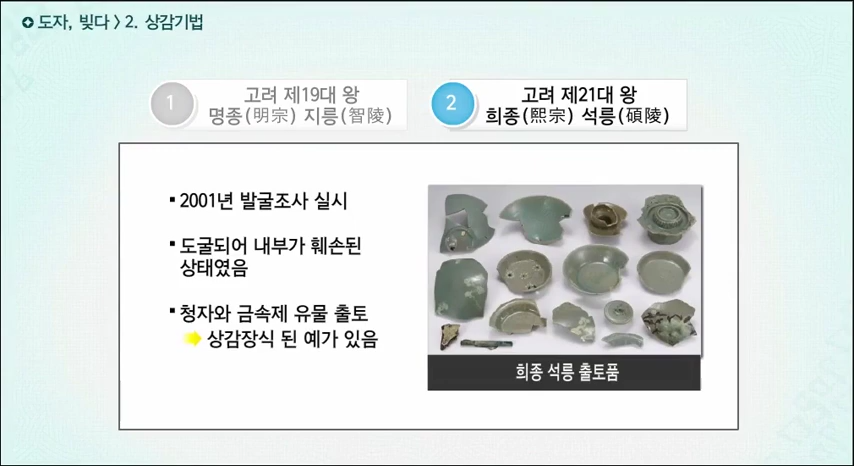 도자, 빚다 > 2. 상감기법
1
고려 제19대 왕
명종(明宗) 지릉(智陵)
2
고려 제21대 왕
희종(熙宗) 석릉(碩陵)
▪ 2001년 발굴조사 실시
▪ 도굴되어 내부가 훼손된
상태였음
▪ 청자와 금속제 유물 출토
➡ 상감장식 된 예가 있음
희종 석릉 출토품